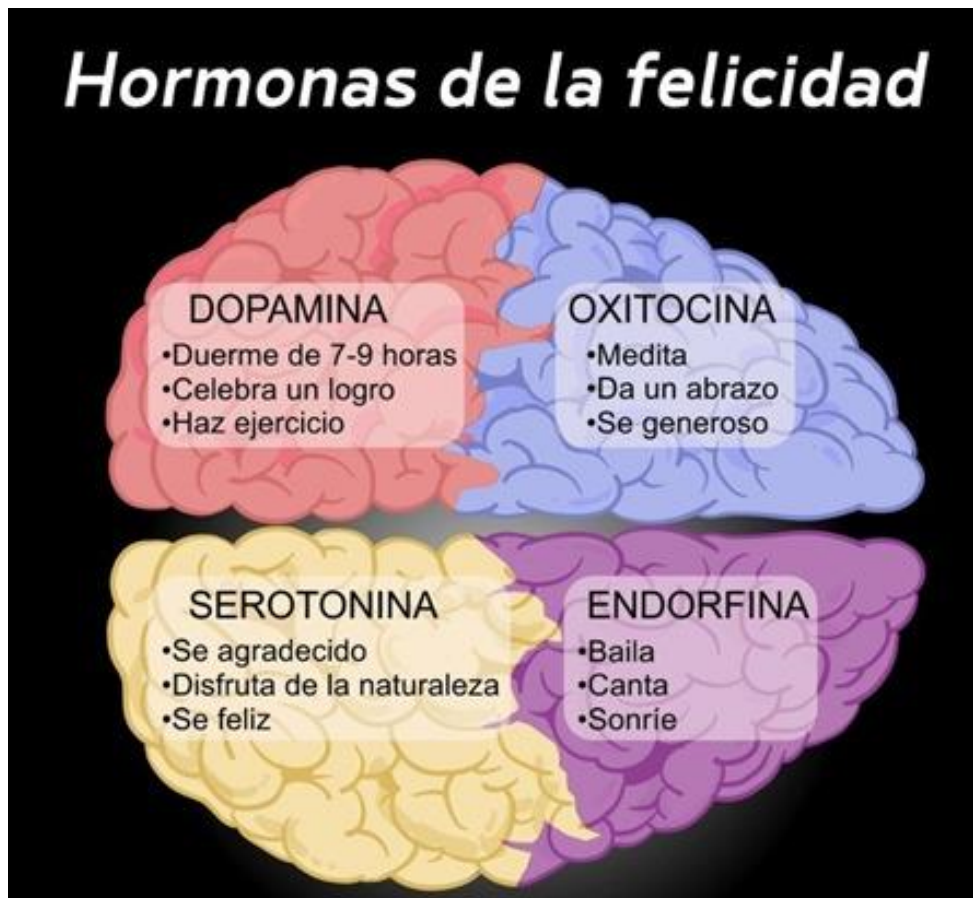 Hormonas de la felicidad
DOPAMINA
•Duerme de 7-9 horas
•Celebra un logro
•Haz ejercicio
OXITOCINA
•Medita
•Da un abrazo
•Se generoso
SEROTONINA
•Se agradecido
•Disfruta de la naturaleza
•Se feliz
ENDORFINA
•Baila
•Canta
•Sonríe